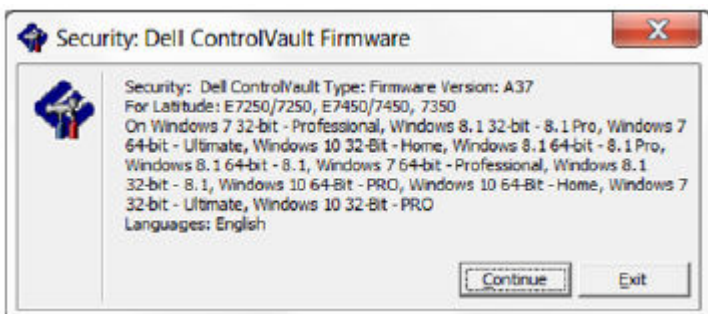 Security: Dell ControlVault Firmware
Security: Dell ControlVault Type: Firmware Version: A37
For Latitude: E7250/7250, E7450/7450, 7350
On Windows 7 32-bit - Professional, Windows 8.1 32-bit - 8.1 Pro, Windows 7
64-bit - Ultimate, Windows 10 32-Bit - Home, Windows 8.1 64-bit - 8.1 Pro,
Windows 8.1 64-bit - 8.1, Windows 7 64-bit - Professional, Windows 8.1
32-bit - 8.1, Windows 10 64-Bit - PRO, Windows 10 64-Bit - Home, Windows 7
32-bit - Ultimate, Windows 10 32-Bit - PRO
Languages: English
Continue
Exit